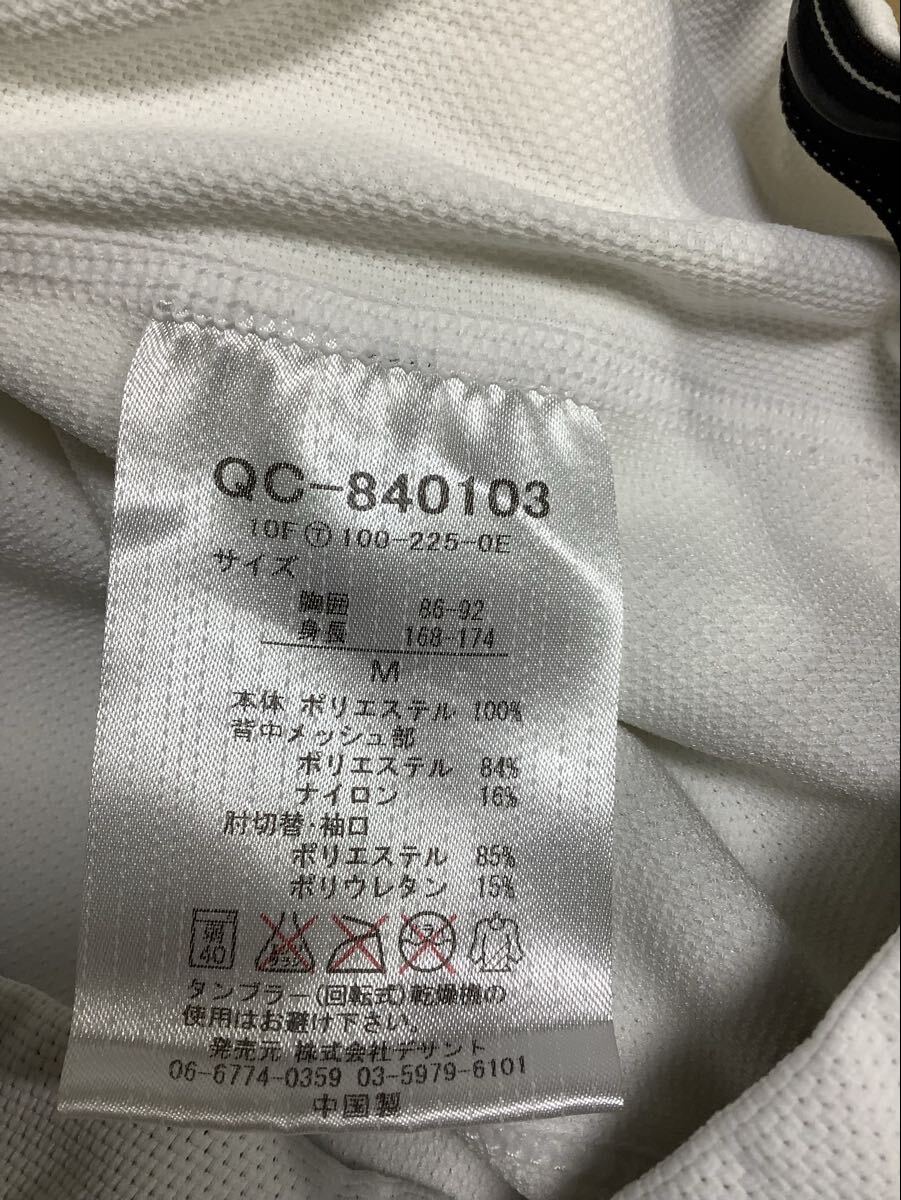 QC-840103
10F Ⓣ 100-225-0E
サイズ
胸囲 86-92
身長 168-174
M
本体 ポリエステル 100%
背中メッシュ部
ポリエステル 84%
ナイロン 16%
肘切替・袖口
ポリエステル 85%
ポリウレタン 15%
弱 40
タンブラー(回転式)乾燥機の
使用はお避け下さい。
発売元 株式会社デサント
06-6774-0359 03-5979-6101
中国製